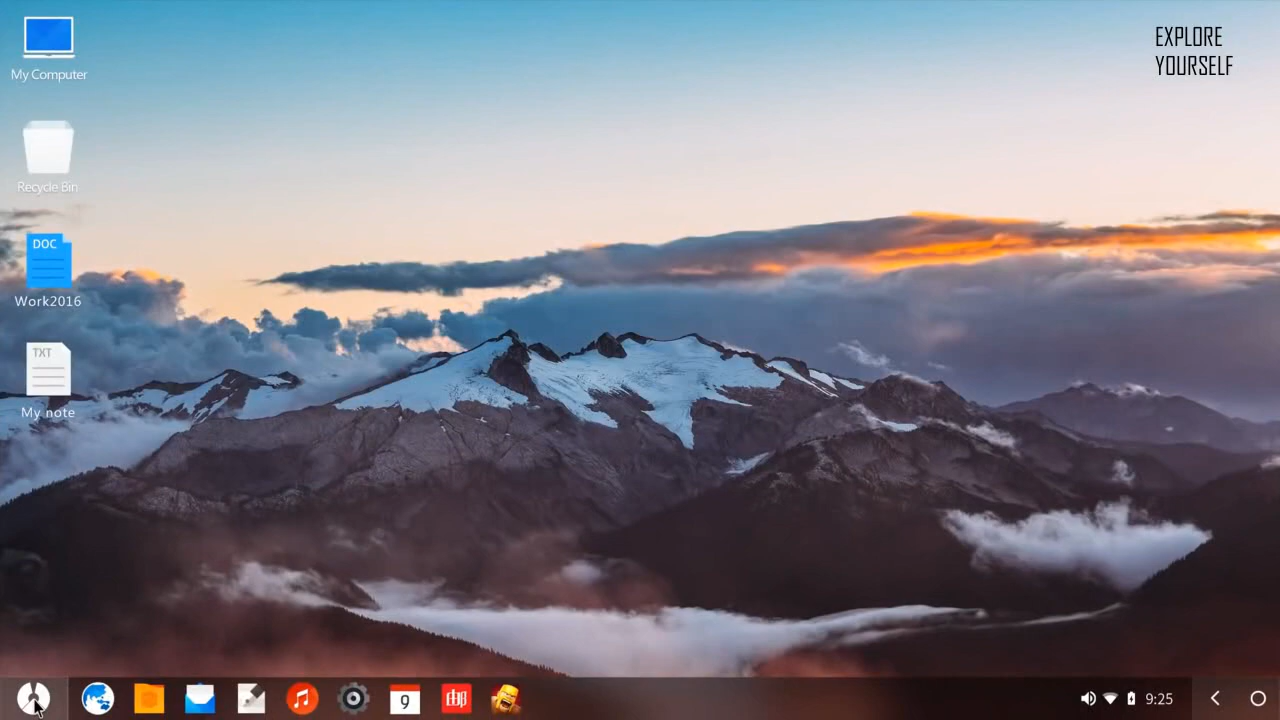 My Computer
EXPLORE
YOURSELF
Recycle Bin
DOC
Work2016
TXT
My note
9
9:25